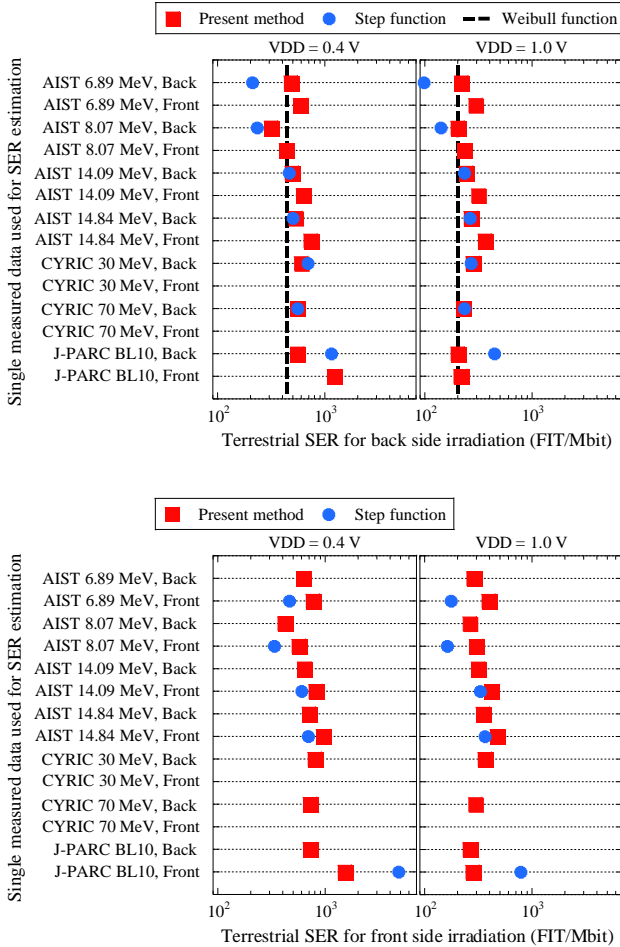 Present method Step function Weibull function
VDD = 0.4 V VDD = 1.0 V
Single measured data used for SER estimation
AIST 6.89 MeV, Back
AIST 6.89 MeV, Front
AIST 8.07 MeV, Back
AIST 8.07 MeV, Front
AIST 14.09 MeV, Back
AIST 14.09 MeV, Front
AIST 14.84 MeV, Back
AIST 14.84 MeV, Front
CYRIC 30 MeV, Back
CYRIC 30 MeV, Front
CYRIC 70 MeV, Back
CYRIC 70 MeV, Front
J-PARC BL10, Back
J-PARC BL10, Front
10² 10³ 10² 10³
Terrestrial SER for back side irradiation (FIT/Mbit)
Present method Step function
VDD = 0.4 V VDD = 1.0 V
Single measured data used for SER estimation
AIST 6.89 MeV, Back
AIST 6.89 MeV, Front
AIST 8.07 MeV, Back
AIST 8.07 MeV, Front
AIST 14.09 MeV, Back
AIST 14.09 MeV, Front
AIST 14.84 MeV, Back
AIST 14.84 MeV, Front
CYRIC 30 MeV, Back
CYRIC 30 MeV, Front
CYRIC 70 MeV, Back
CYRIC 70 MeV, Front
J-PARC BL10, Back
J-PARC BL10, Front
10² 10³ 10² 10³
Terrestrial SER for front side irradiation (FIT/Mbit)